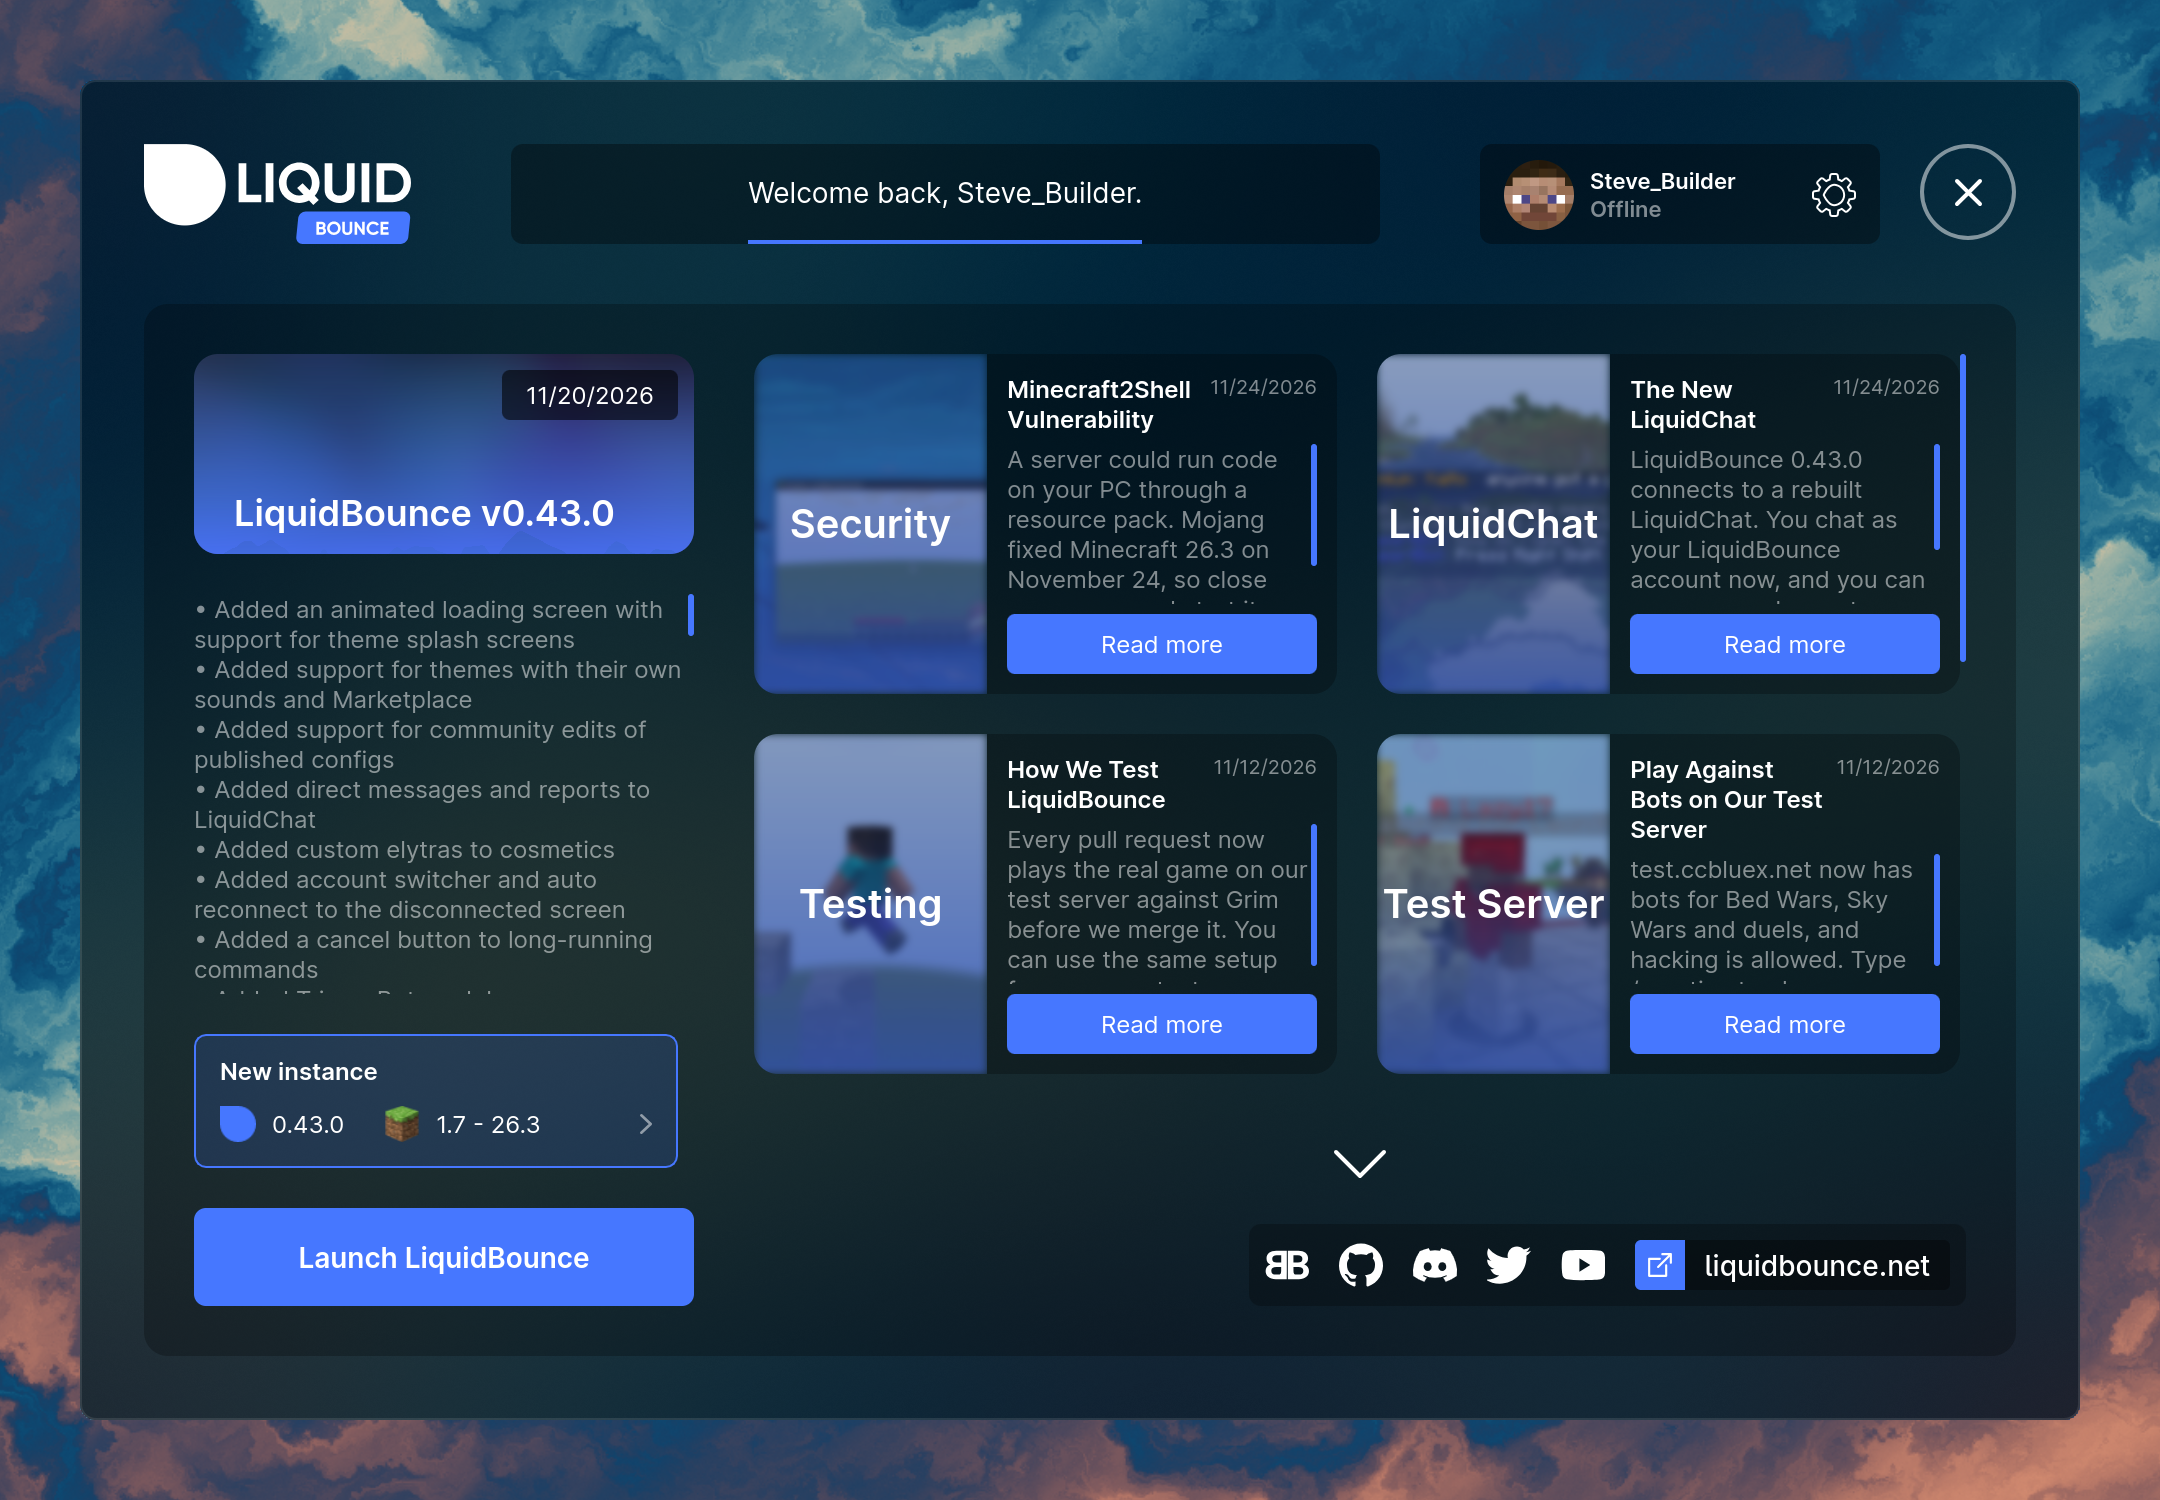 LIQUID
BOUNCE
Welcome back, Steve_Builder.
Steve_Builder
Offline
11/20/2026
LiquidBounce v0.43.0
• Added an animated loading screen with
support for theme splash screens
• Added support for themes with their own
sounds and Marketplace
• Added support for community edits of
published configs
• Added direct messages and reports to
LiquidChat
• Added custom elytras to cosmetics
• Added account switcher and auto
reconnect to the disconnected screen
• Added a cancel button to long-running
commands
New instance
0.43.0
1.7 - 26.3
Launch LiquidBounce
Security
Minecraft2Shell
Vulnerability
11/24/2026
A server could run code
on your PC through a
resource pack. Mojang
fixed Minecraft 26.3 on
November 24, so close
Read more
LiquidChat
The New
LiquidChat
11/24/2026
LiquidBounce 0.43.0
connects to a rebuilt
LiquidChat. You chat as
your LiquidBounce
account now, and you can
Read more
Testing
How We Test
LiquidBounce
11/12/2026
Every pull request now
plays the real game on our
test server against Grim
before we merge it. You
can use the same setup
Read more
Test Server
Play Against
Bots on Our Test
Server
11/12/2026
test.ccbluex.net now has
bots for Bed Wars, Sky
Wars and duels, and
hacking is allowed. Type
Read more
liquidbounce.net